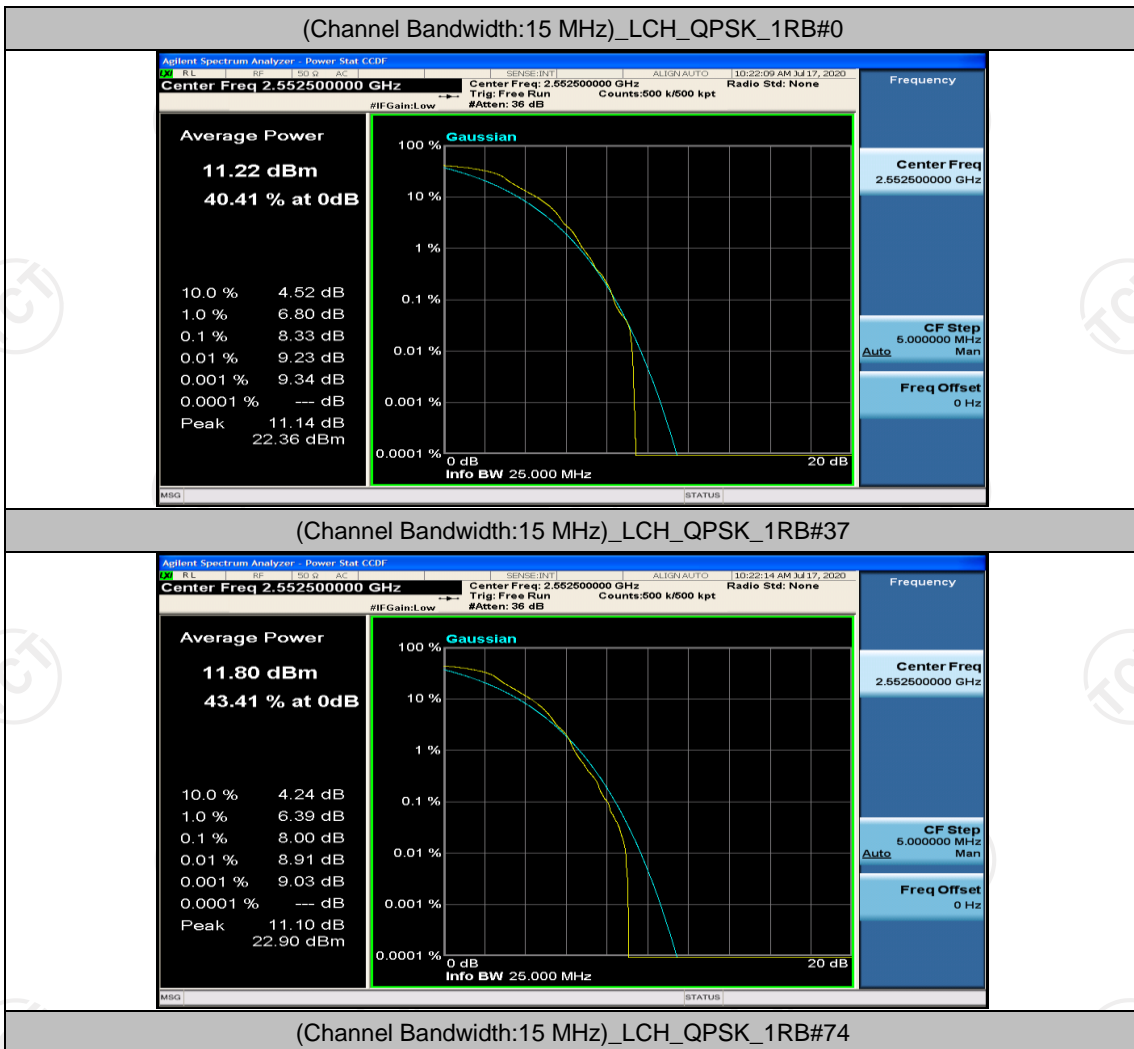 (Channel Bandwidth:15 MHz)_LCH_QPSK_1RB#0
Agilent Spectrum Analyzer - Power Stat CCDF
LXI RL RF 50 Ω AC SENSE:INT ALIGN AUTO 10:22:09 AM Jul 17, 2020
Center Freq 2.552500000 GHz Center Freq: 2.552500000 GHz Radio Std: None
Trig: Free Run Counts:500 k/500 kpt
#IFGain:Low #Atten: 36 dB
Frequency
Average Power
11.22 dBm
40.41 % at 0dB
10.0 % 4.52 dB
1.0 % 6.80 dB
0.1 % 8.33 dB
0.01 % 9.23 dB
0.001 % 9.34 dB
0.0001 % --- dB
Peak 11.14 dB
22.36 dBm
Gaussian
100 %
10 %
1 %
0.1 %
0.01 %
0.001 %
0.0001 %
0 dB 20 dB
Info BW 25.000 MHz
Center Freq
2.552500000 GHz
CF Step
5.000000 MHz
Auto Man
Freq Offset
0 Hz
MSG STATUS
TCT
TCT
(Channel Bandwidth:15 MHz)_LCH_QPSK_1RB#37
Agilent Spectrum Analyzer - Power Stat CCDF
LXI RL RF 50 Ω AC SENSE:INT ALIGN AUTO 10:22:14 AM Jul 17, 2020
Center Freq 2.552500000 GHz Center Freq: 2.552500000 GHz Radio Std: None
Trig: Free Run Counts:500 k/500 kpt
#IFGain:Low #Atten: 36 dB
Frequency
Average Power
11.80 dBm
43.41 % at 0dB
10.0 % 4.24 dB
1.0 % 6.39 dB
0.1 % 8.00 dB
0.01 % 8.91 dB
0.001 % 9.03 dB
0.0001 % --- dB
Peak 11.10 dB
22.90 dBm
Gaussian
100 %
10 %
1 %
0.1 %
0.01 %
0.001 %
0.0001 %
0 dB 20 dB
Info BW 25.000 MHz
Center Freq
2.552500000 GHz
CF Step
5.000000 MHz
Auto Man
Freq Offset
0 Hz
MSG STATUS
TCT
TCT
(Channel Bandwidth:15 MHz)_LCH_QPSK_1RB#74